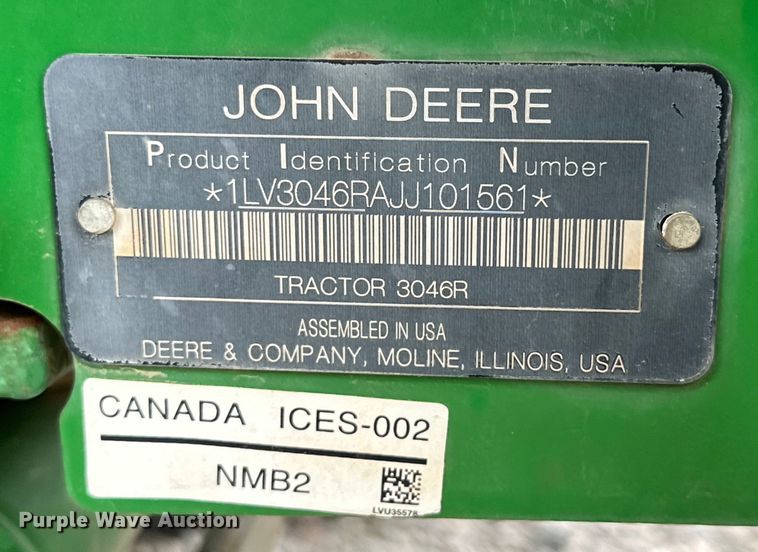 JOHN DEERE
Product Identification Number
*1LV3046RAJJ101561*
TRACTOR 3046R
ASSEMBLED IN USA
DEERE & COMPANY, MOLINE, ILLINOIS, USA
CANADA ICES-002
NMB2
LVU35578
Purple Wave Auction